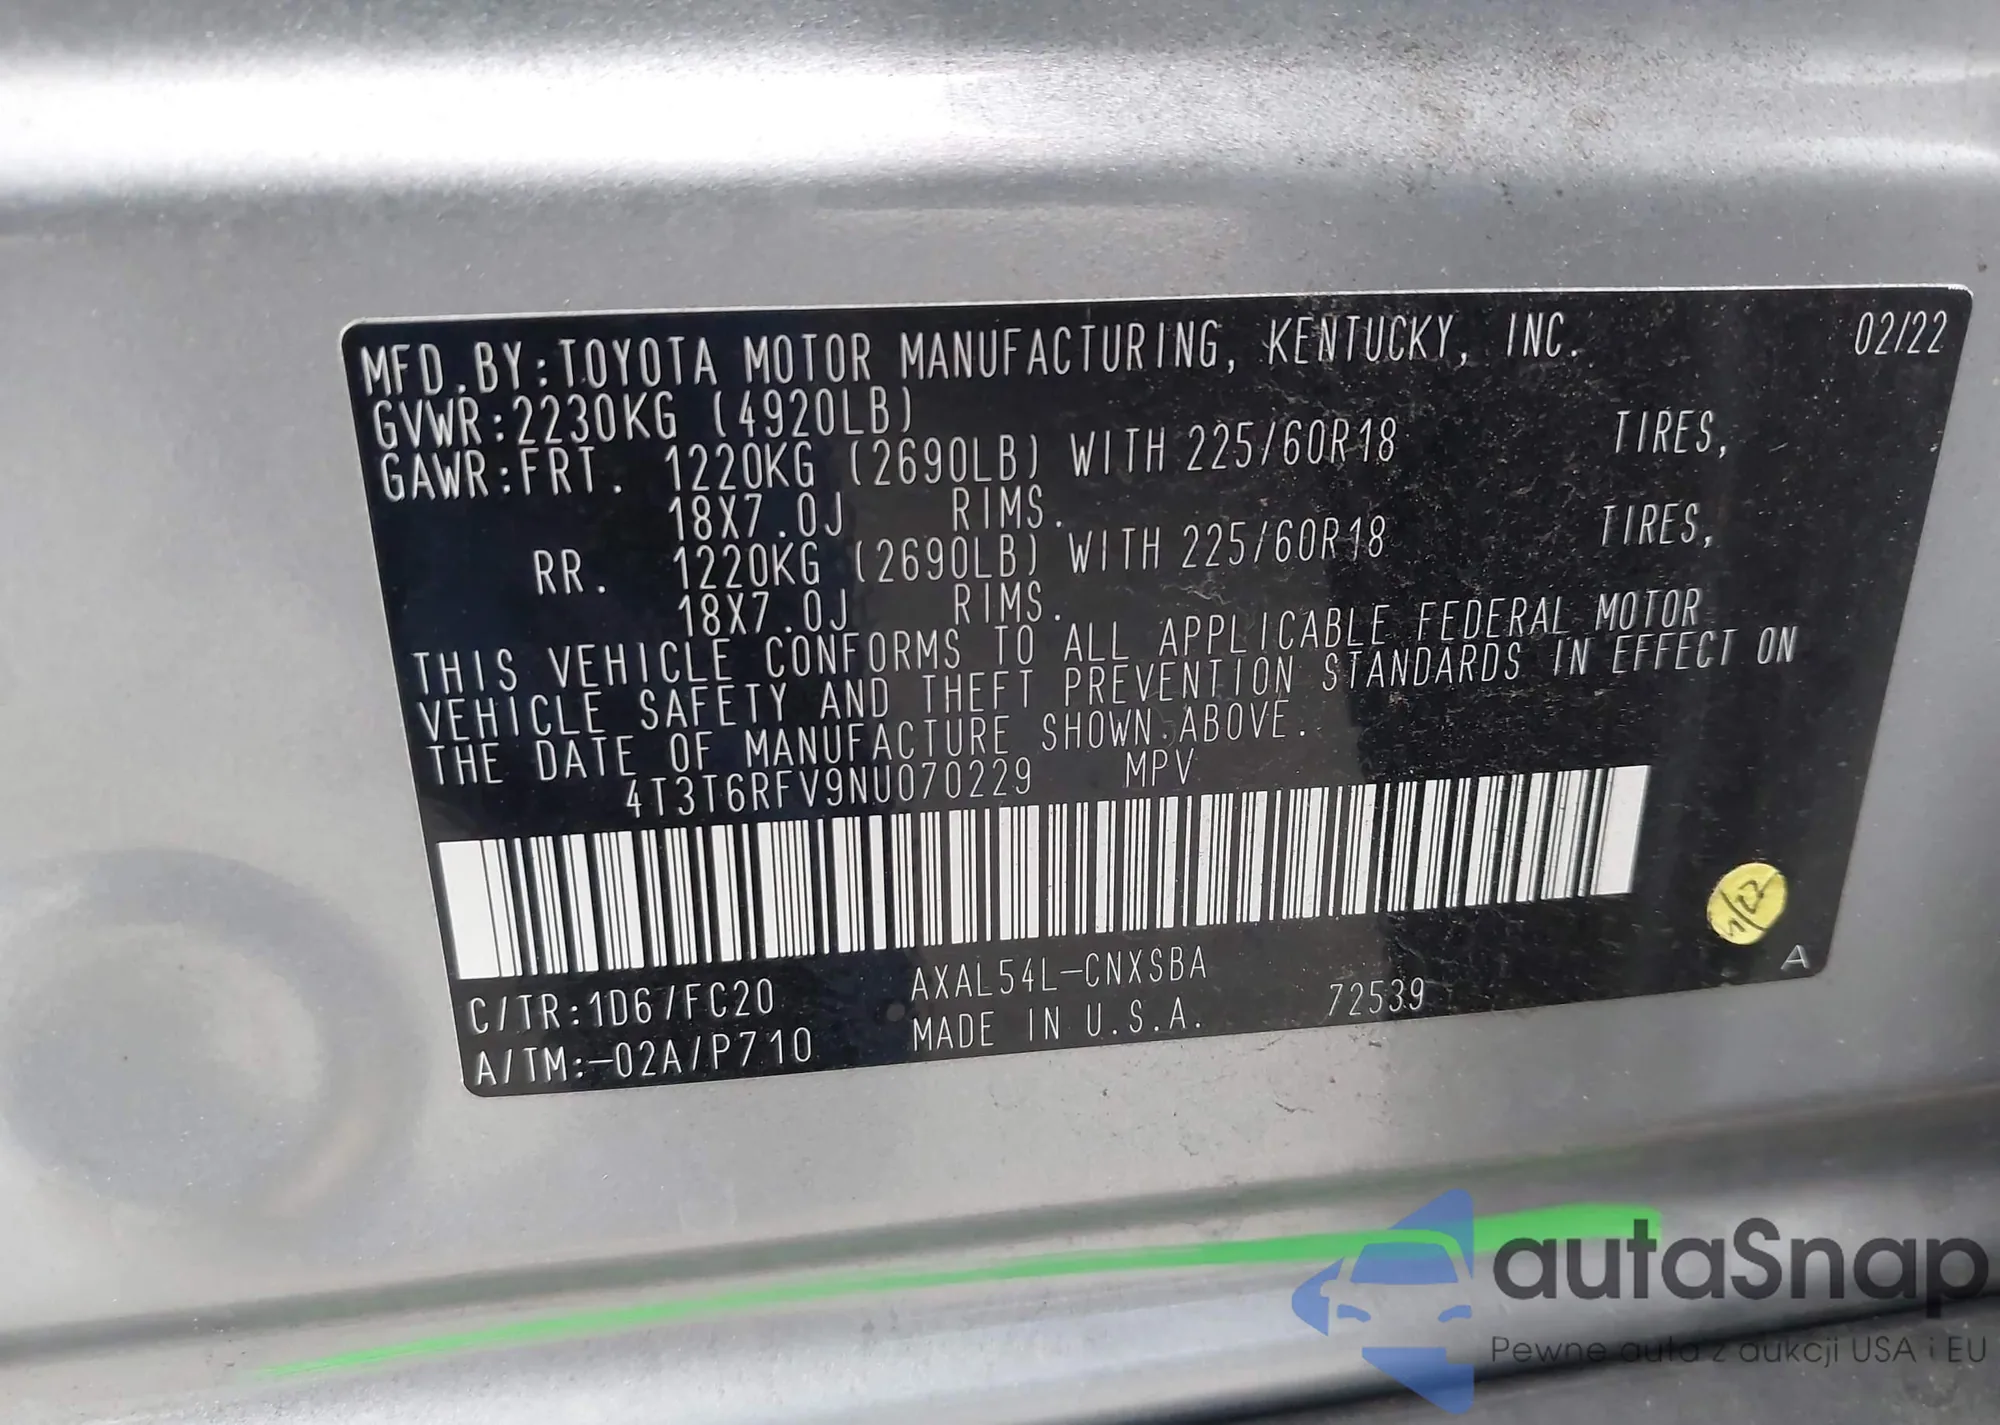 MFD.BY:TOYOTA MOTOR MANUFACTURING, KENTUCKY, INC. 02/22
GVWR:2230KG (4920LB)
GAWR:FRT. 1220KG (2690LB) WITH 225/60R18 TIRES,
18X7.0J RIMS.
RR. 1220KG (2690LB) WITH 225/60R18 TIRES,
18X7.0J RIMS.
THIS VEHICLE CONFORMS TO ALL APPLICABLE FEDERAL MOTOR
VEHICLE SAFETY AND THEFT PREVENTION STANDARDS IN EFFECT ON
THE DATE OF MANUFACTURE SHOWN ABOVE.
4T3T6RFV9NU070229 MPV
C/TR:1D6/FC20 AXAL54L-CNXSBA
A/TM:-02A/P710 MADE IN U.S.A. 72539
A
autaSnap
Pewne auta z aukcji USA i EU